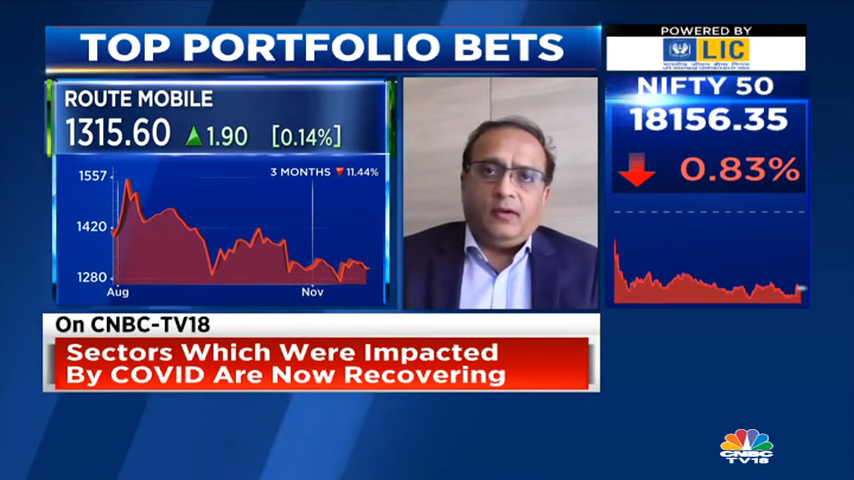 TOP PORTFOLIO BETS
POWERED BY
LIC
ROUTE MOBILE
1315.60 1.90 [0.14%]
3 MONTHS 11.44%
1557
1420
1280
Aug Nov
NIFTY 50
18156.35
0.83%
On CNBC-TV18
Sectors Which Were Impacted
By COVID Are Now Recovering
CNBC
TV18